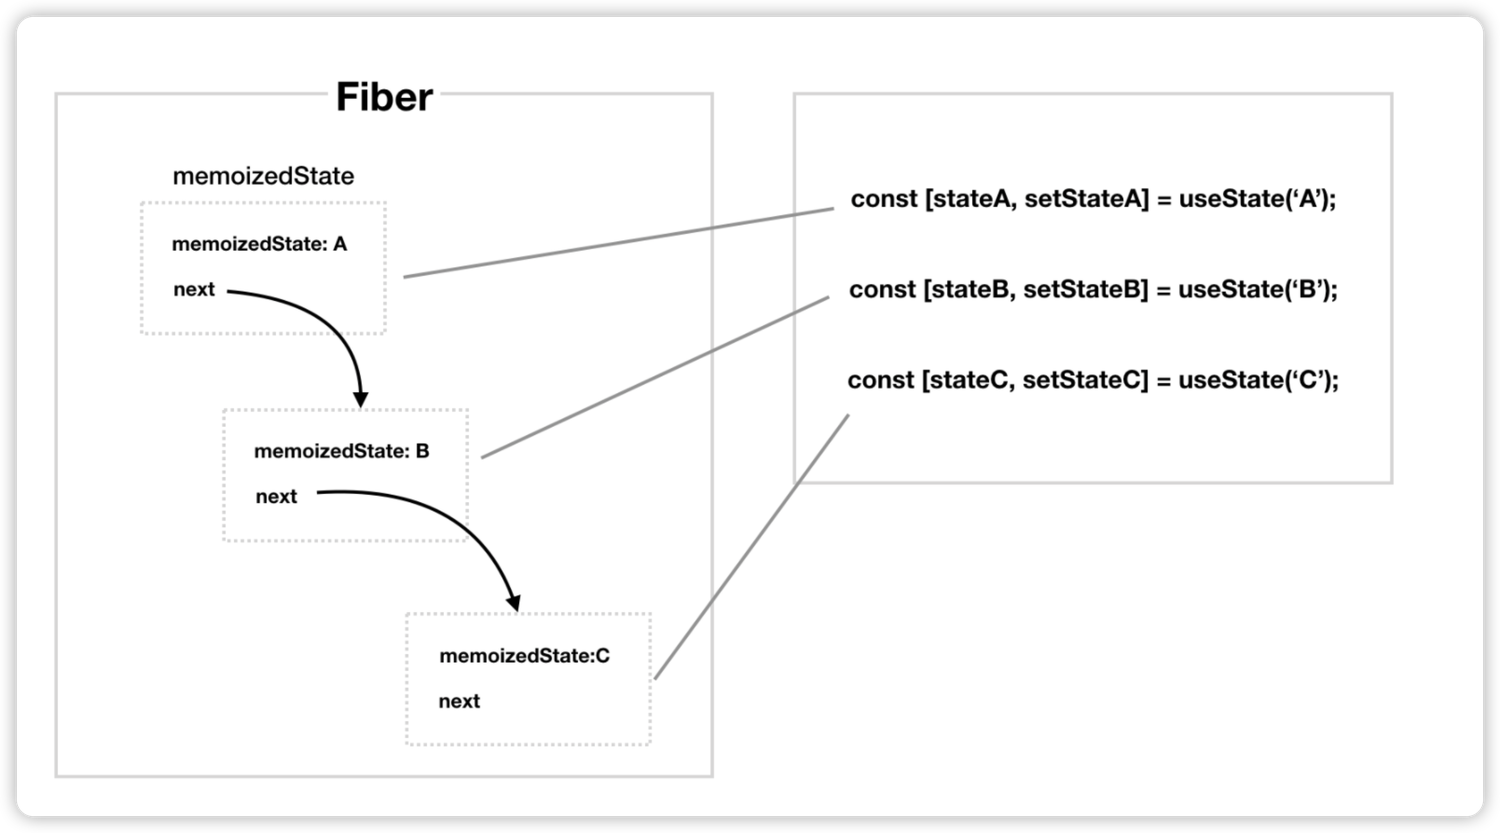 Fiber
memoizedState
memoizedState: A
next
memoizedState: B
next
memoizedState:C
next
const [stateA, setStateA] = useState(‘A’);
const [stateB, setStateB] = useState(‘B’);
const [stateC, setStateC] = useState(‘C’);